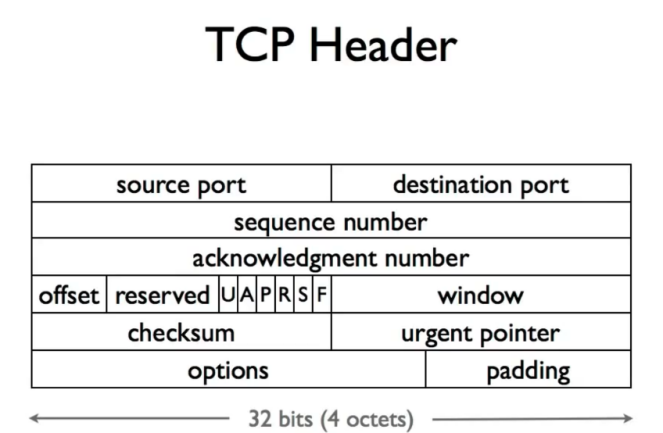 TCP Header
source port destination port
sequence number
acknowledgment number
offset reserved U A P R S F window
checksum urgent pointer
options padding
32 bits (4 octets)